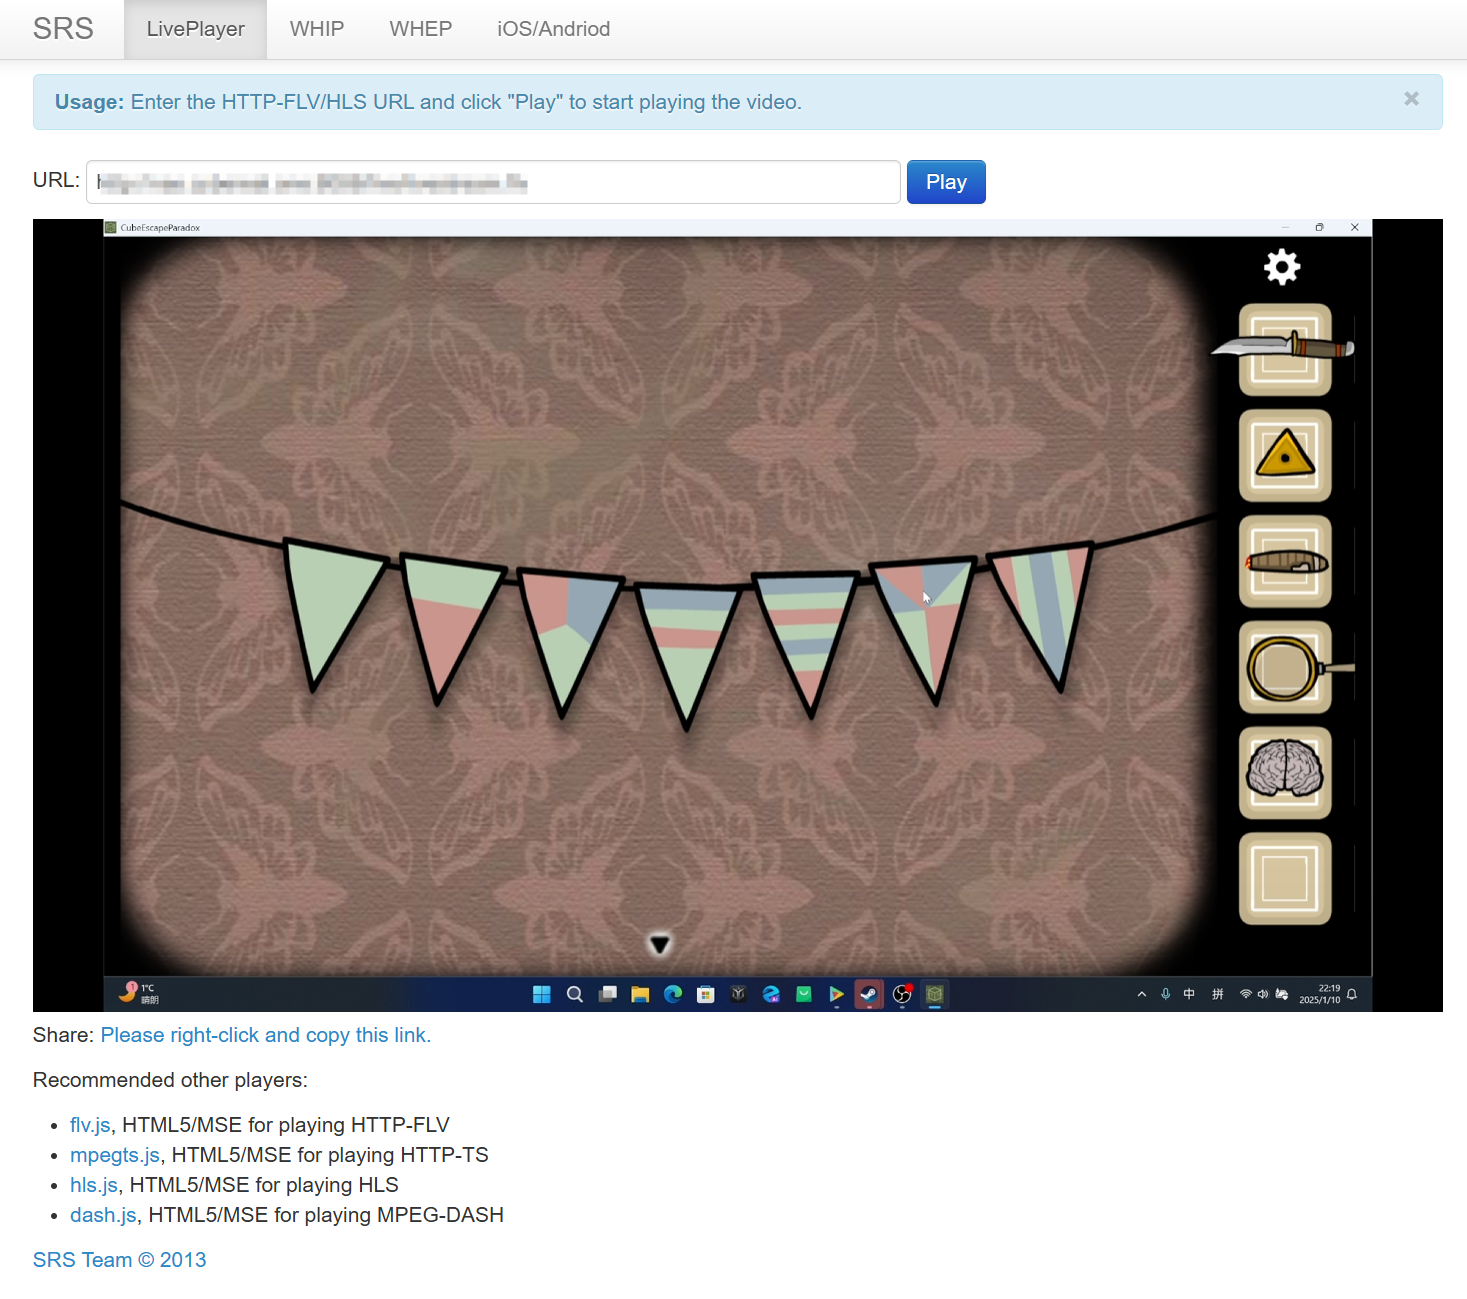 SRS LivePlayer WHIP WHEP iOS/Andriod
Usage: Enter the HTTP-FLV/HLS URL and click "Play" to start playing the video. ×
URL: Play
CubeEscapeParadox
1
1°C
晴朗
中 拼
22:19
2025/1/10
Share: Please right-click and copy this link.
Recommended other players:
• flv.js, HTML5/MSE for playing HTTP-FLV
• mpegts.js, HTML5/MSE for playing HTTP-TS
• hls.js, HTML5/MSE for playing HLS
• dash.js, HTML5/MSE for playing MPEG-DASH
SRS Team © 2013